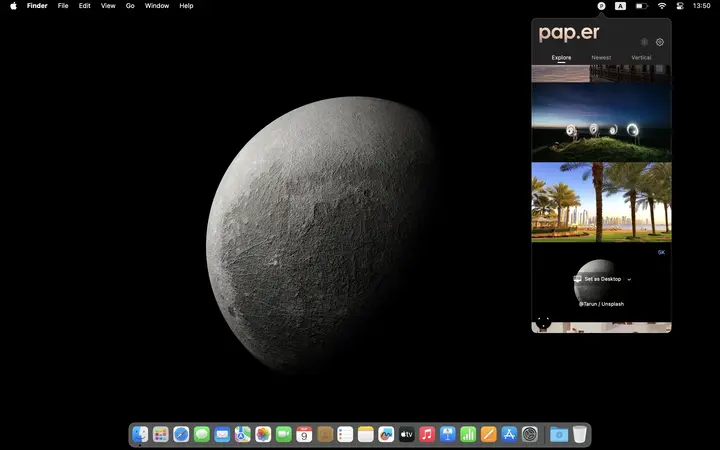 Finder File Edit View Go Window Help
P A 13:50
pap.er
Explore Newest Vertical
5K
Set as Desktop
@Tarun / Unsplash
9
tv